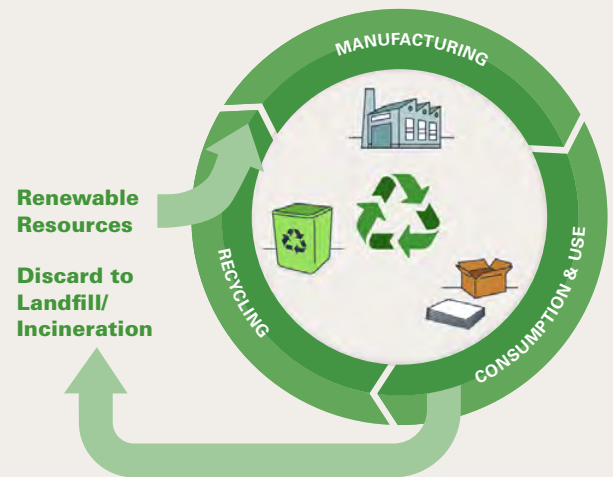 MANUFACTURING
Renewable
Resources
Discard to
Landfill/
Incineration
RECYCLING
CONSUMPTION & USE